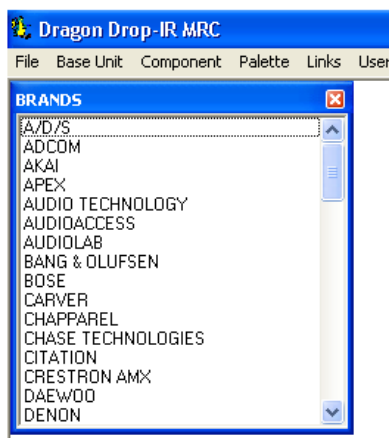 Dragon Drop-IR MRC
File Base Unit Component Palette Links User
BRANDS
A/D/S
ADCOM
AKAI
APEX
AUDIO TECHNOLOGY
AUDIOACCESS
AUDIOLAB
BANG & OLUFSEN
BOSE
CARVER
CHAPPAREL
CHASE TECHNOLOGIES
CITATION
CRESTRON AMX
DAEWOO
DENON